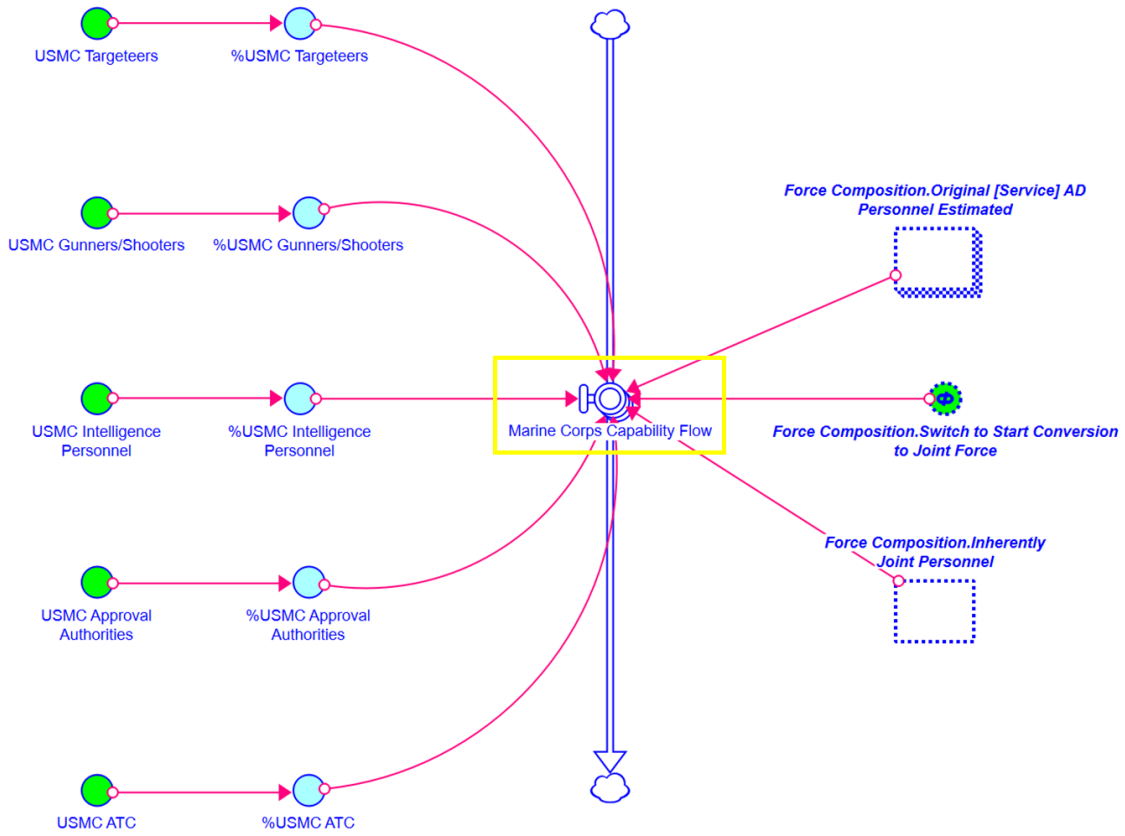 USMC Targeteers
%USMC Targeteers
Force Composition.Original [Service] AD
Personnel Estimated
USMC Gunners/Shooters
%USMC Gunners/Shooters
USMC Intelligence
Personnel
%USMC Intelligence
Personnel
Marine Corps Capability Flow
Force Composition.Switch to Start Conversion
to Joint Force
Force Composition.Inherently
Joint Personnel
USMC Approval
Authorities
%USMC Approval
Authorities
USMC ATC
%USMC ATC